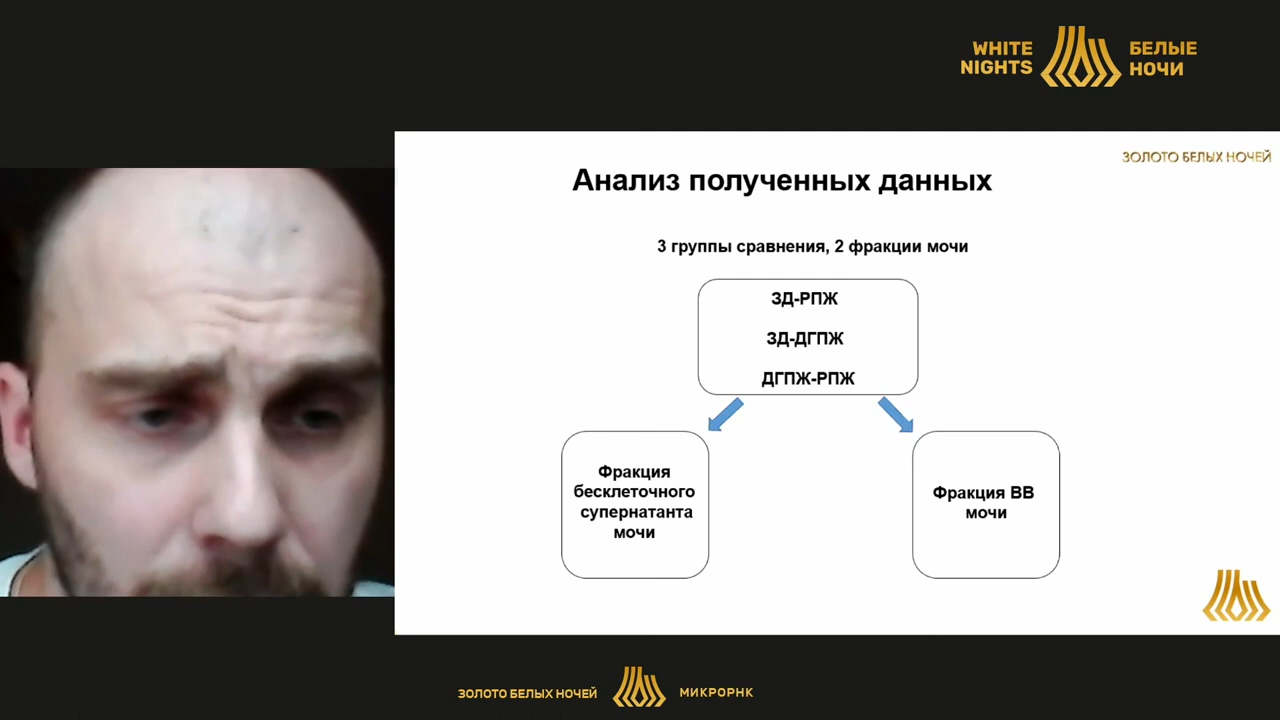 WHITE
NIGHTS
БЕЛЫЕ
НОЧИ
ЗОЛОТО БЕЛЫХ НОЧЕЙ
Анализ полученных данных
3 группы сравнения, 2 фракции мочи
ЗД-РПЖ
ЗД-ДГПЖ
ДГПЖ-РПЖ
Фракция
бесклеточного
супернатанта
мочи
Фракция ВВ
мочи
ЗОЛОТО БЕЛЫХ НОЧЕЙ
МИКРОРНК